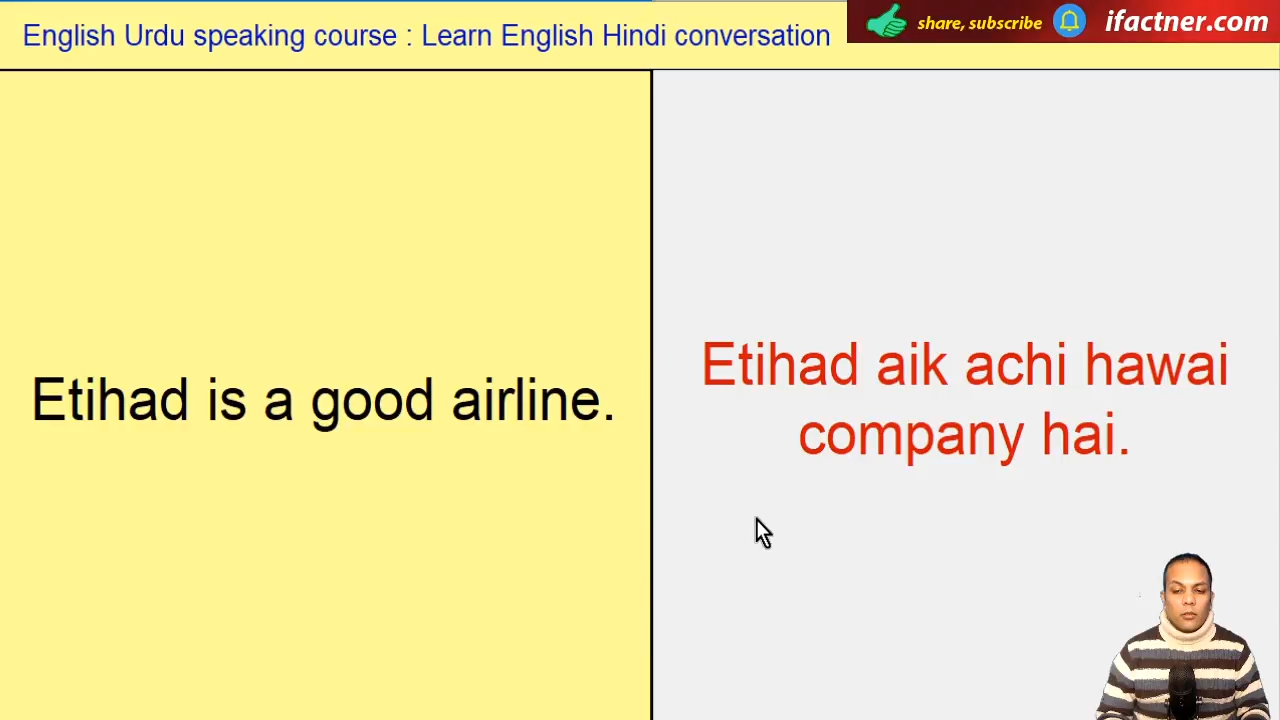 English Urdu speaking course : Learn English Hindi conversation
share, subscribe
ifactner.com
Etihad is a good airline.
Etihad aik achi hawai
company hai.